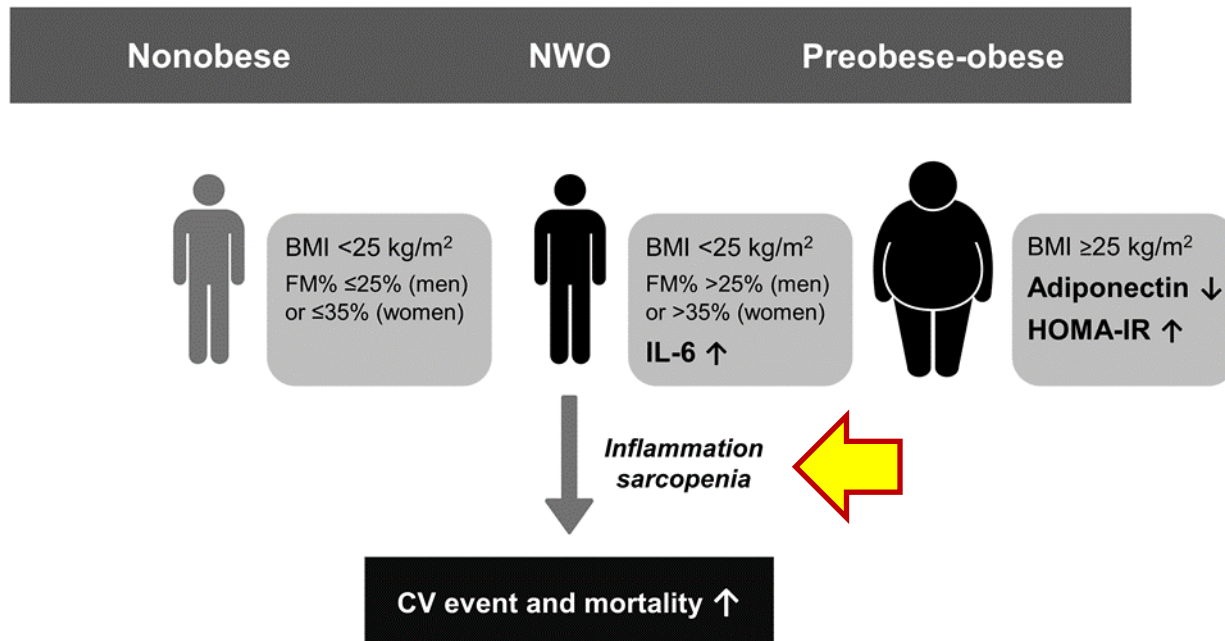 Nonobese
NWO
Preobese-obese
BMI <25 kg/m²
FM% ≤25% (men)
or ≤35% (women)
BMI <25 kg/m²
FM% >25% (men)
or >35% (women)
IL-6 ↑
BMI ≥25 kg/m²
Adiponectin ↓
HOMA-IR ↑
Inflammation
sarcopenia
CV event and mortality ↑